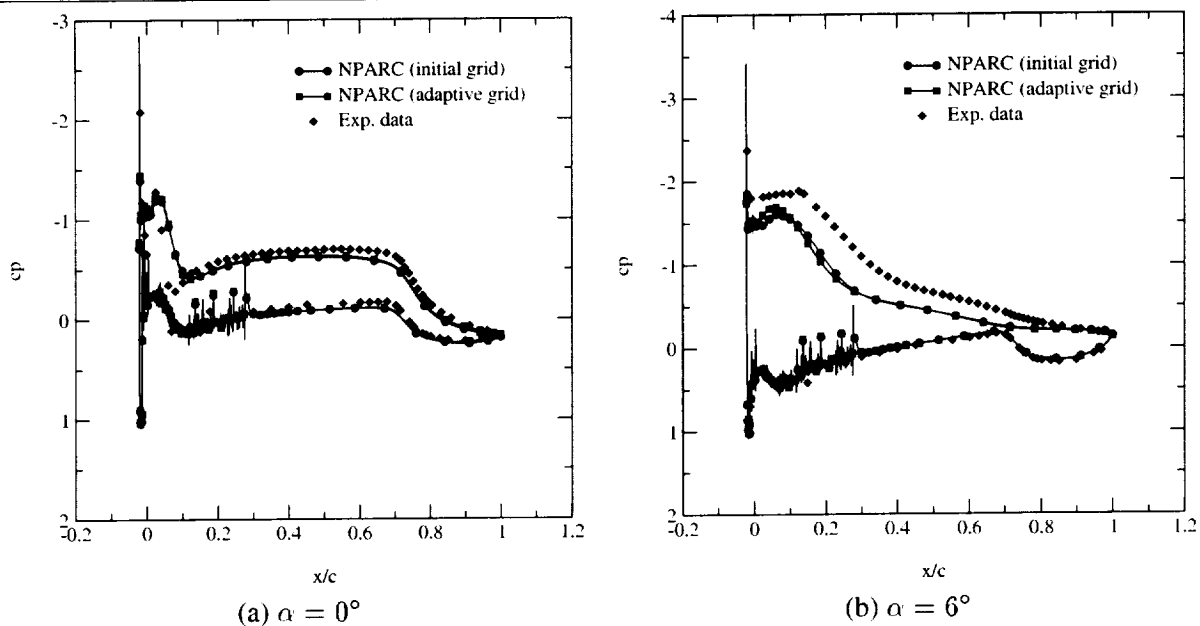 -3
-2
-1
0
1
2
cp
NPARC (initial grid)
NPARC (adaptive grid)
Exp. data
-0.2
0
0.2
0.4
0.6
0.8
1
1.2
x/c
(a) α = 0°
-4
-3
-2
-1
0
1
2
cp
NPARC (initial grid)
NPARC (adaptive grid)
Exp. data
-0.2
0
0.2
0.4
0.6
0.8
1
1.2
x/c
(b) α = 6°